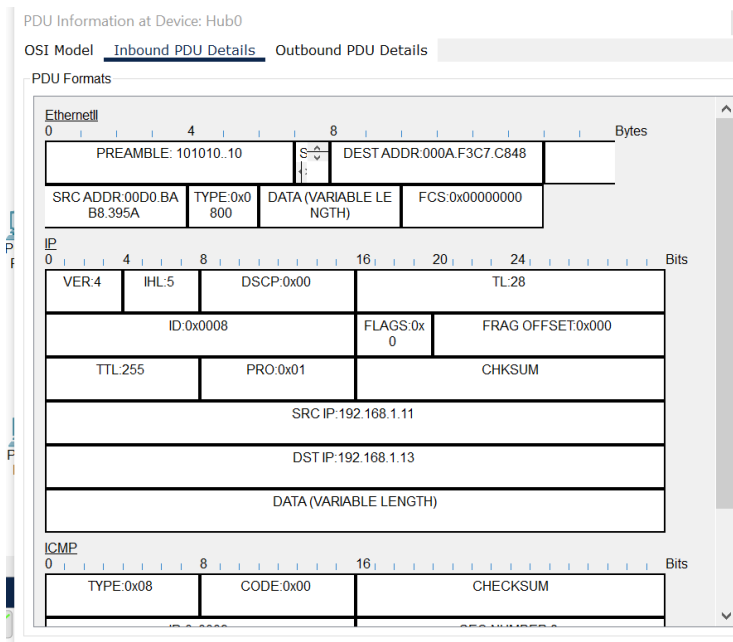 PDU Information at Device: Hub0
OSI Model Inbound PDU Details Outbound PDU Details
PDU Formats
EthernetII
0 4 8 Bytes
PREAMBLE: 101010..10 S DEST ADDR:000A.F3C7.C848
SRC ADDR:00D0.BA TYPE:0x0 DATA (VARIABLE LE FCS:0x00000000
B8.395A 800 NGTH)
IP
0 4 8 16 20 24 Bits
VER:4 IHL:5 DSCP:0x00 TL:28
ID:0x0008 FLAGS:0x FRAG OFFSET:0x000
0
TTL:255 PRO:0x01 CHKSUM
SRC IP:192.168.1.11
DST IP:192.168.1.13
DATA (VARIABLE LENGTH)
ICMP
0 8 16 Bits
TYPE:0x08 CODE:0x00 CHECKSUM